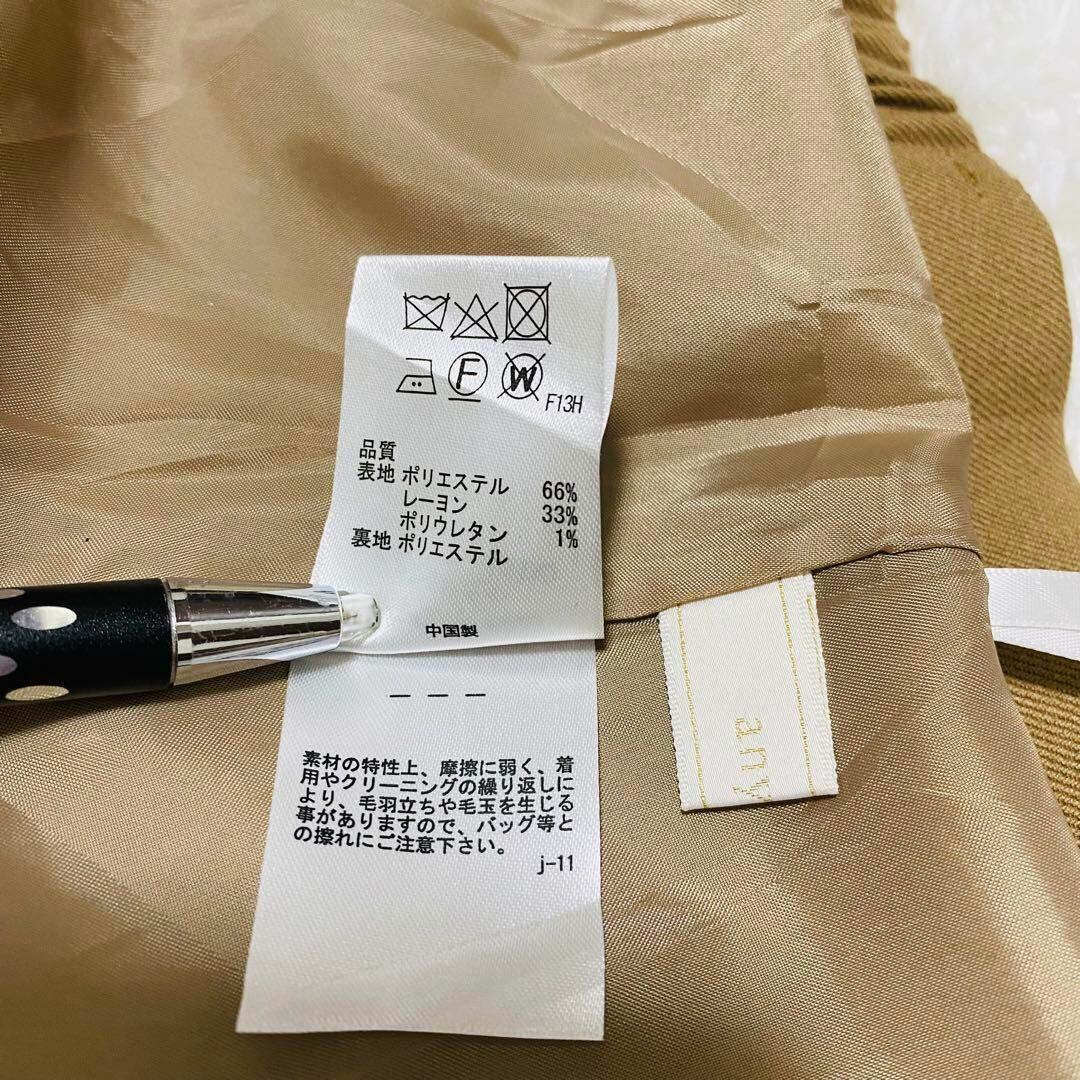 F
W
F13H
品質
表地 ポリエステル 66%
レーヨン 33%
ポリウレタン 1%
裏地 ポリエステル
中国製
ーーー
素材の特性上、摩擦に弱く、着
用やクリーニングの繰り返しに
より、毛羽立ちや毛玉を生じる
事がありますので、バッグ等と
の擦れにご注意下さい。
j-11
any